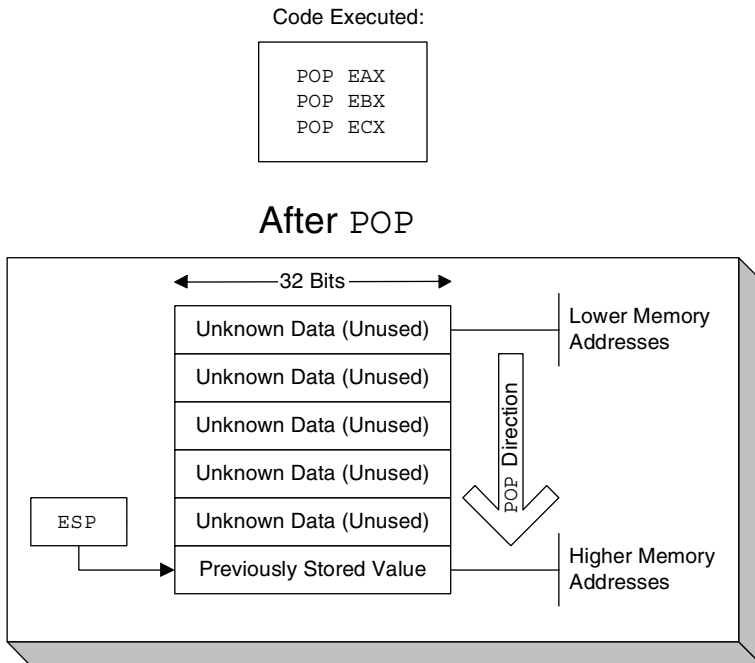 Code Executed:
POP EAX
POP EBX
POP ECX
After POP
32 Bits
Unknown Data (Unused)
Lower Memory
Addresses
Unknown Data (Unused)
Unknown Data (Unused)
Unknown Data (Unused)
Unknown Data (Unused)
POP Direction
ESP
Previously Stored Value
Higher Memory
Addresses